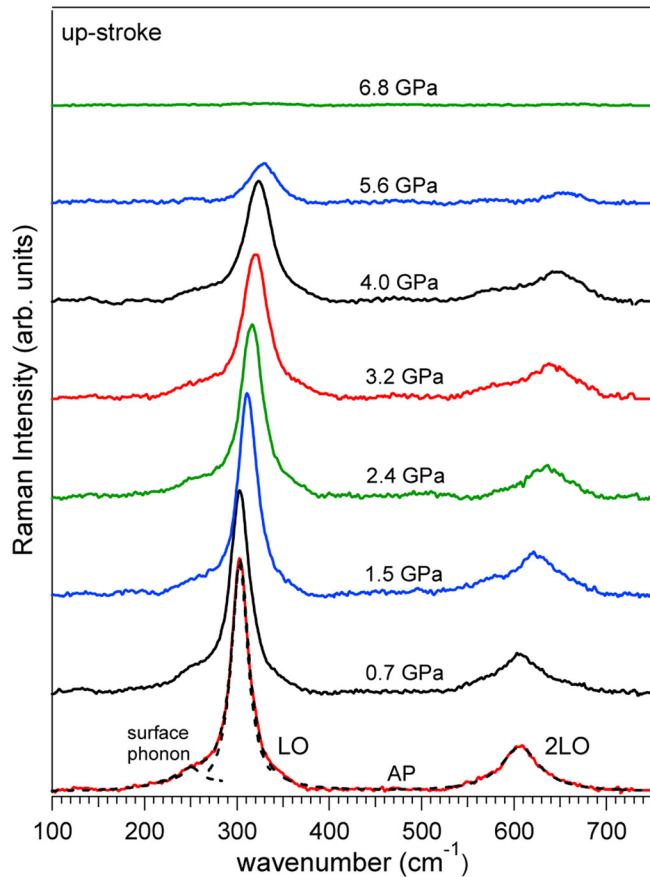 up-stroke
6.8 GPa
5.6 GPa
4.0 GPa
3.2 GPa
2.4 GPa
1.5 GPa
0.7 GPa
surface
phonon
LO
AP
2LO
Raman Intensity (arb. units)
100 200 300 400 500 600 700
wavenumber (cm⁻¹)